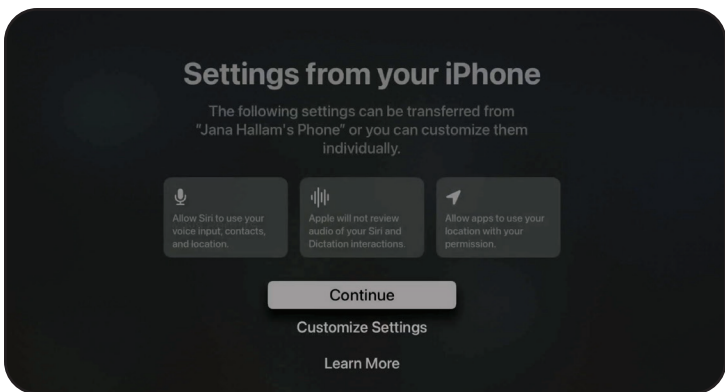 Settings from your iPhone
The following settings can be transferred from
"Jana Hallam's Phone" or you can customize them
individually.
Allow Siri to use your
voice input, contacts,
and location.
Apple will not review
audio of your Siri and
Dictation interactions.
Allow apps to use your
location with your
permission.
Continue
Customize Settings
Learn More